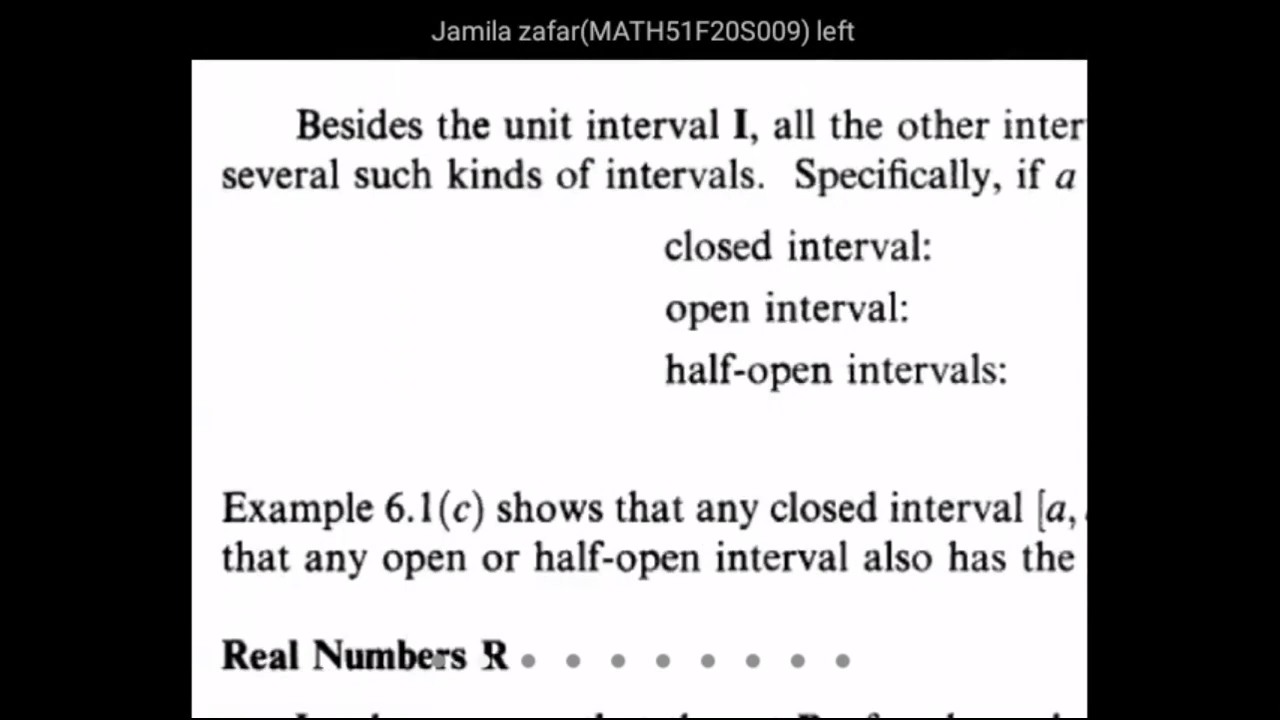 Jamila zafar(MATH51F20S009) left
Besides the unit interval I, all the other inter
several such kinds of intervals. Specifically, if a
closed interval:
open interval:
half-open intervals:
Example 6.1(c) shows that any closed interval [a,
that any open or half-open interval also has the
Real Numbers R